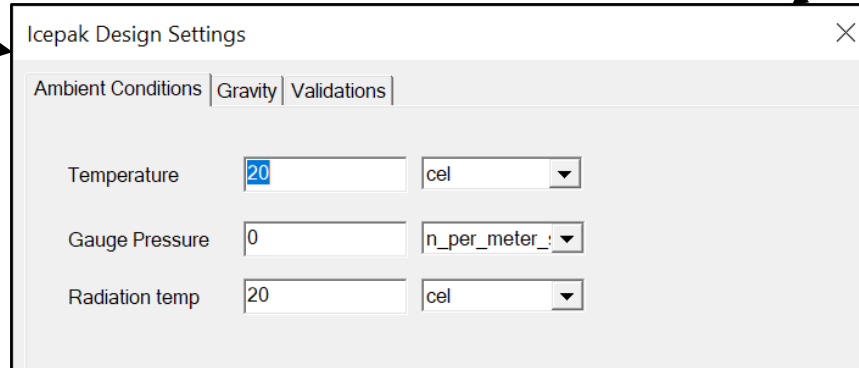 Icepak Design Settings
Ambient Conditions Gravity Validations
Temperature 20 cel
Gauge Pressure 0 n_per_meter_
Radiation temp 20 cel